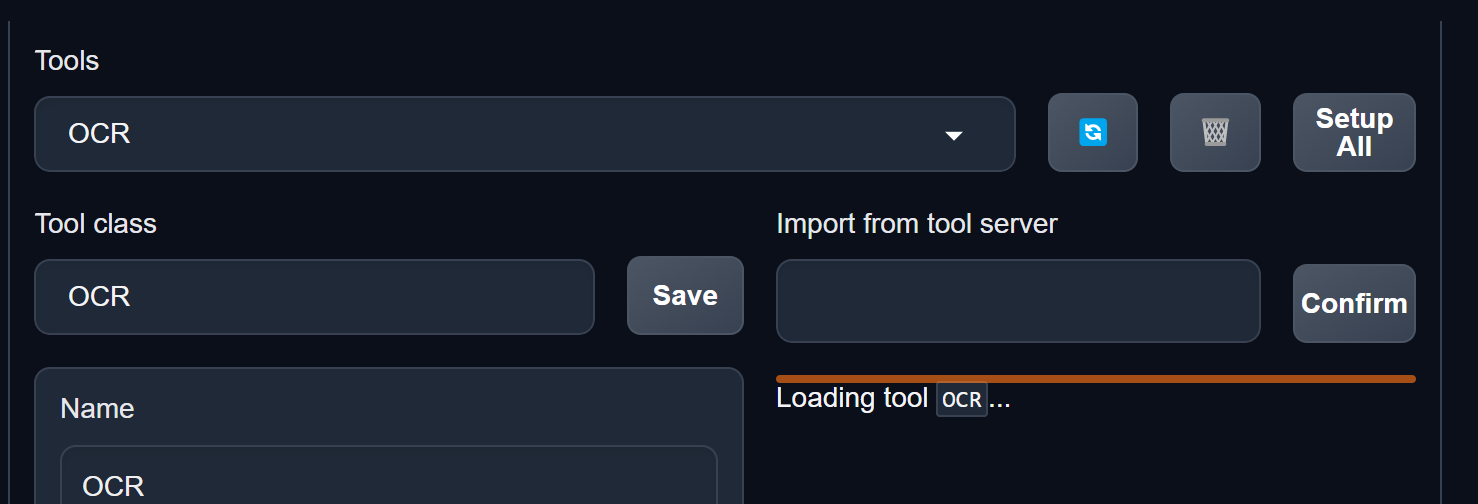 Tools
OCR
Setup
All
Tool class
Import from tool server
OCR
Save
Confirm
Name
Loading tool OCR...
OCR